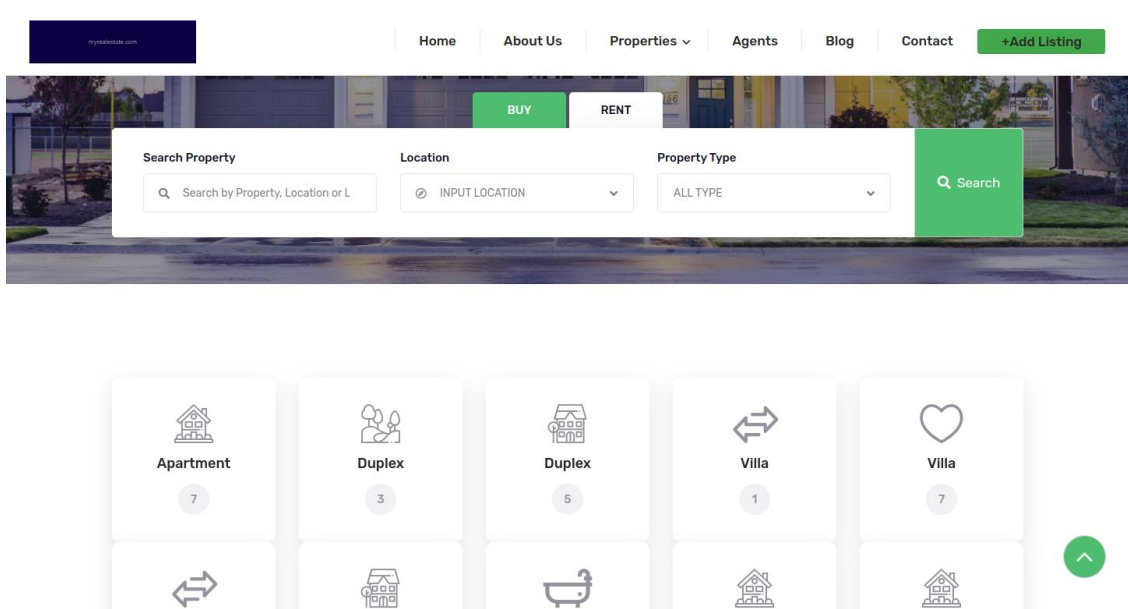 myrealestate.com
Home About Us Properties Agents Blog Contact +Add Listing
BUY RENT
Search Property Location Property Type
Search by Property, Location or L INPUT LOCATION ALL TYPE Search
Apartment Duplex Duplex Villa Villa
7 3 5 1 7